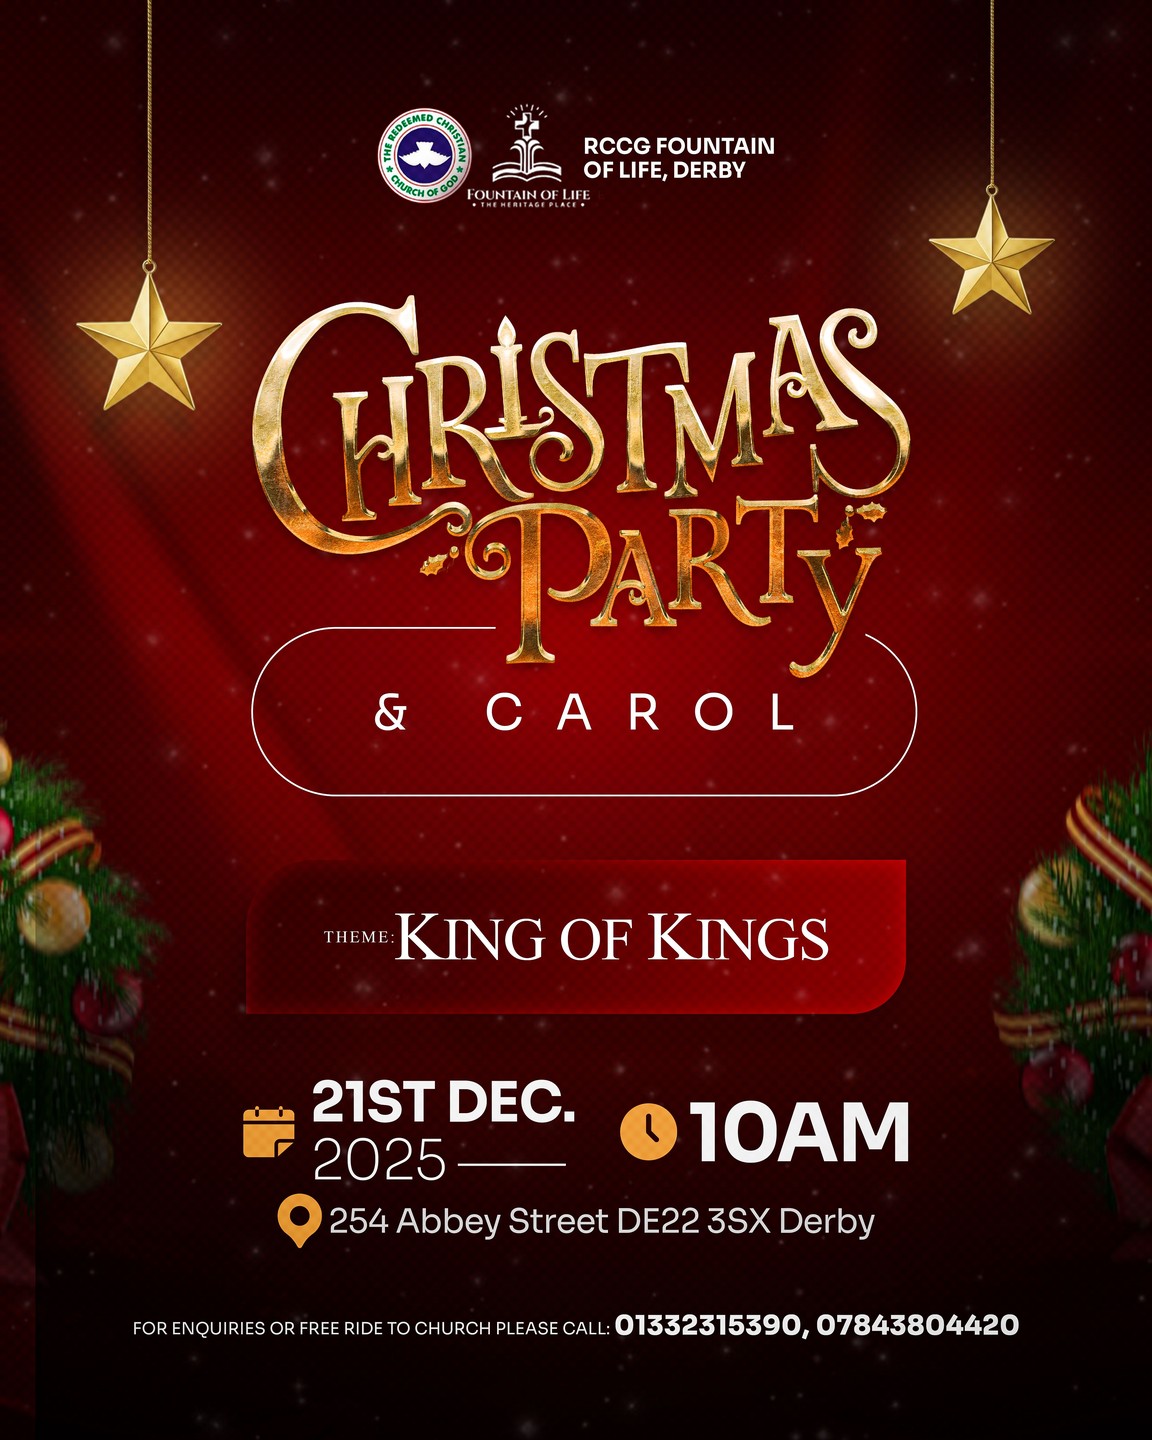 THE REDEEMED CHRISTIAN
CHURCH OF GOD
FOUNTAIN OF LIFE
• THE HERITAGE PLACE •
RCCG FOUNTAIN
OF LIFE, DERBY
CHRISTMAS
PARTY
& CAROL
THEME: KING OF KINGS
21ST DEC.
2025
10AM
254 Abbey Street DE22 3SX Derby
FOR ENQUIRIES OR FREE RIDE TO CHURCH PLEASE CALL: 01332315390, 07843804420